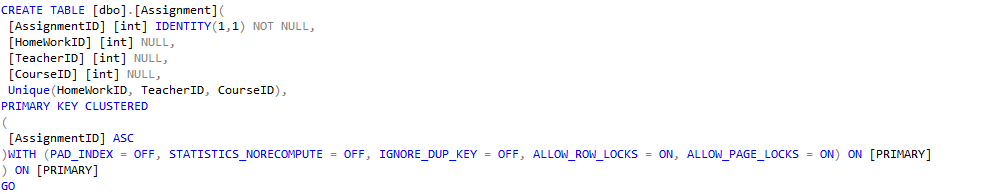 CREATE TABLE [dbo].[Assignment](
[AssignmentID] [int] IDENTITY(1,1) NOT NULL,
[HomeWorkID] [int] NULL,
[TeacherID] [int] NULL,
[CourseID] [int] NULL,
Unique(HomeWorkID, TeacherID, CourseID),
PRIMARY KEY CLUSTERED
(
[AssignmentID] ASC
)WITH (PAD_INDEX = OFF, STATISTICS_NORECOMPUTE = OFF, IGNORE_DUP_KEY = OFF, ALLOW_ROW_LOCKS = ON, ALLOW_PAGE_LOCKS = ON) ON [PRIMARY]
) ON [PRIMARY]
GO